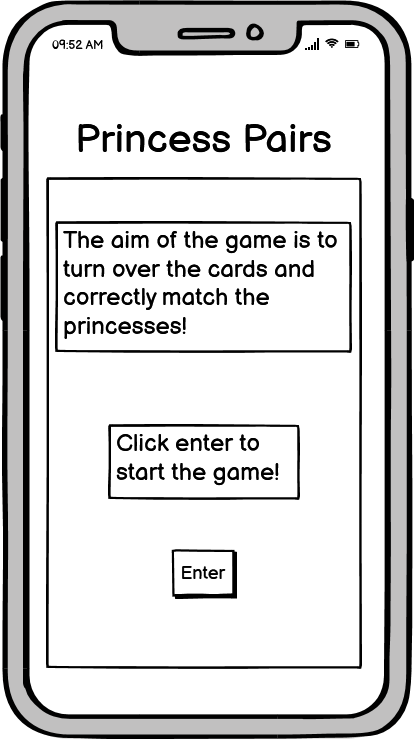 09:52 AM
Princess Pairs
The aim of the game is to
turn over the cards and
correctly match the
princesses!
Click enter to
start the game!
Enter